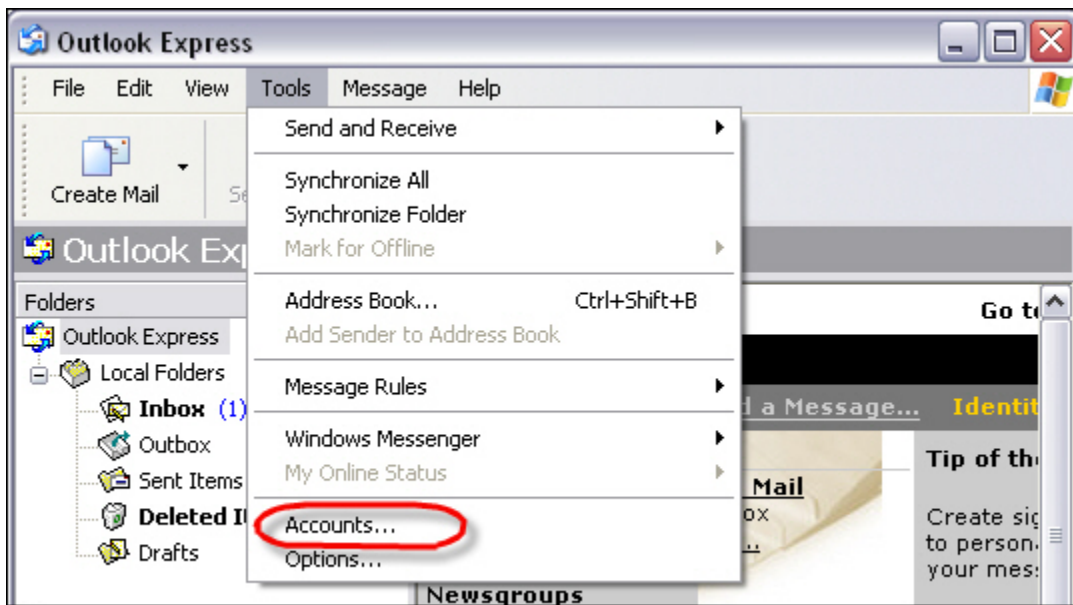 Outlook Express
File Edit View Tools Message Help
Send and Receive
Create Mail
Synchronize All
Synchronize Folder
Mark for Offline
Outlook Exp
Address Book... Ctrl+Shift+B
Add Sender to Address Book
Message Rules
Windows Messenger
My Online Status
Accounts...
Options...
Folders
Outlook Express
Local Folders
Inbox (1)
Outbox
Sent Items
Deleted I
Drafts
Go to
a Message... Identit
Mail
ox
Tip of the
Create sig
to person
your mes
Newsgroups